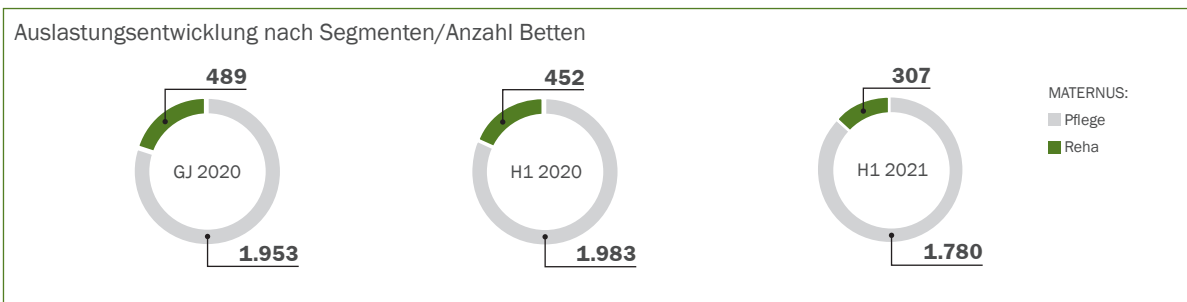 Auslastungsentwicklung nach Segmenten/Anzahl Betten
489
GJ 2020
1.953
452
H1 2020
1.983
307
H1 2021
1.780
MATERNUS:
Pflege
Reha